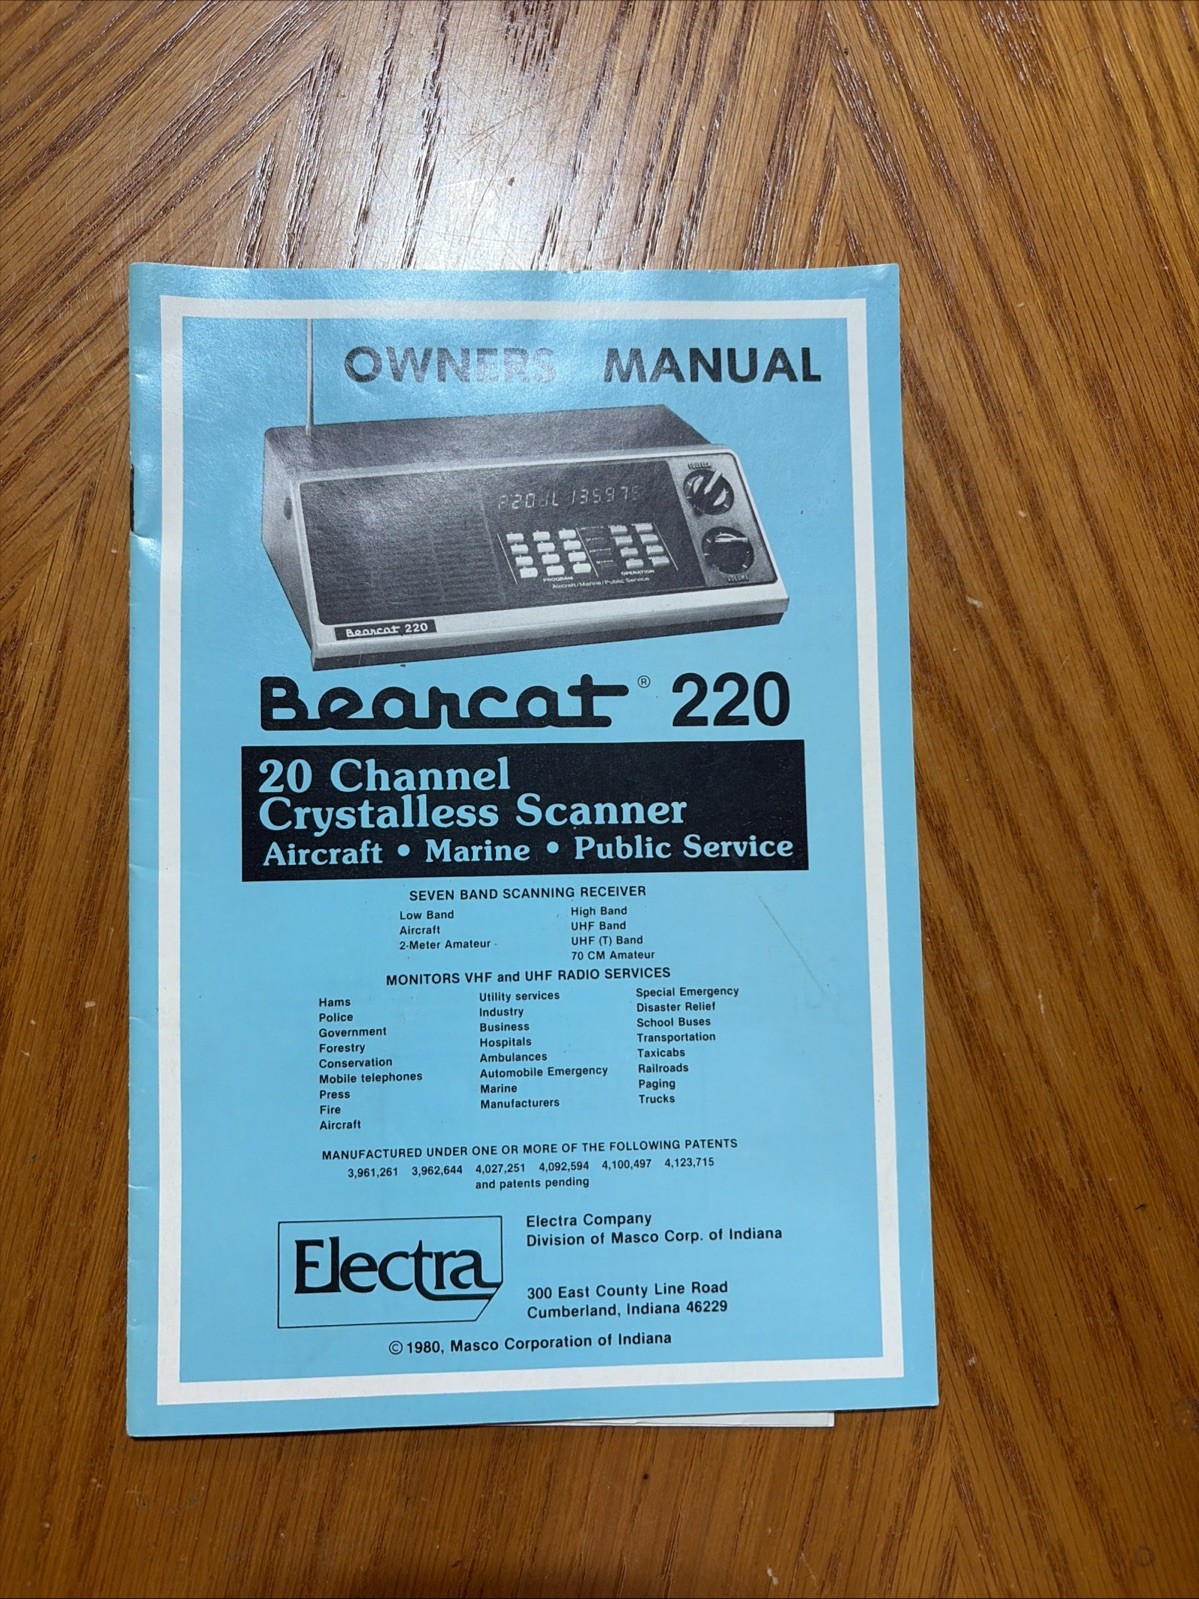 OWNERS MANUAL
PROGRAM
OPERATION
Aircraft/Marine/Public Service
VOLUME
Bearcat 220
Bearcat® 220
20 Channel
Crystalless Scanner
Aircraft • Marine • Public Service
SEVEN BAND SCANNING RECEIVER
Low Band
Aircraft
2-Meter Amateur
High Band
UHF Band
UHF (T) Band
70 CM Amateur
MONITORS VHF and UHF RADIO SERVICES
Hams
Police
Government
Forestry
Conservation
Mobile telephones
Press
Fire
Aircraft
Utility services
Industry
Business
Hospitals
Ambulances
Automobile Emergency
Marine
Manufacturers
Special Emergency
Disaster Relief
School Buses
Transportation
Taxicabs
Railroads
Paging
Trucks
MANUFACTURED UNDER ONE OR MORE OF THE FOLLOWING PATENTS
3,961,261 3,962,644 4,027,251 4,092,594 4,100,497 4,123,715
and patents pending
Electra
Electra Company
Division of Masco Corp. of Indiana
300 East County Line Road
Cumberland, Indiana 46229
© 1980, Masco Corporation of Indiana